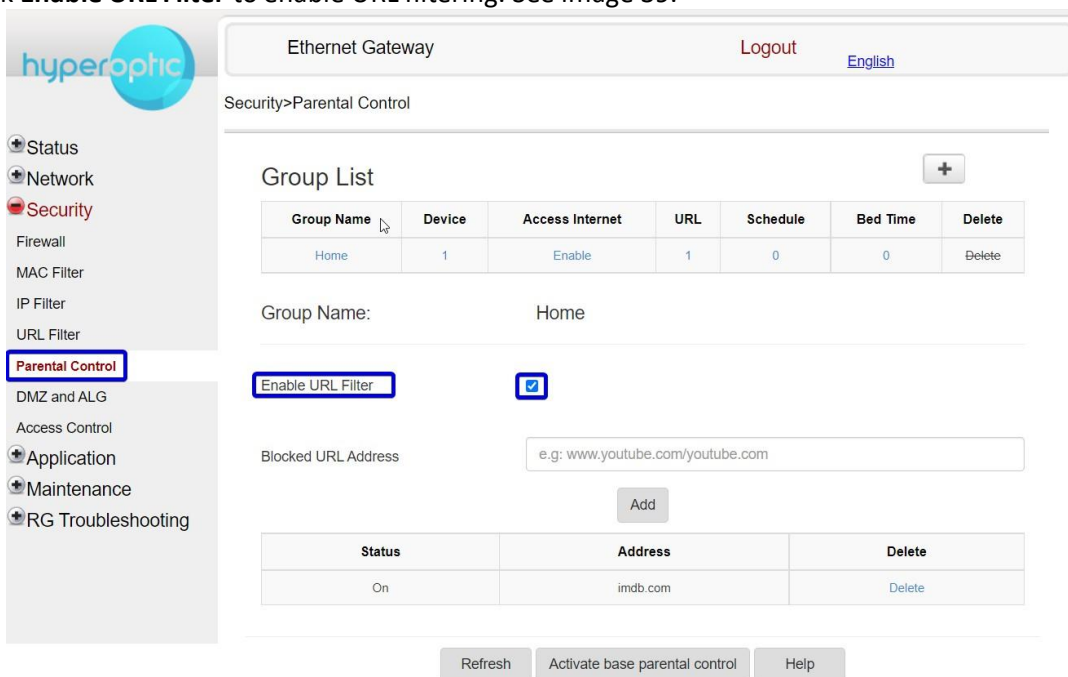 k Enable URL Filter to enable URL filtering. See Image 39.
hyperoptic
Ethernet Gateway Logout English
Security>Parental Control
Status
Network
Security
Firewall
MAC Filter
IP Filter
URL Filter
Parental Control
DMZ and ALG
Access Control
Application
Maintenance
RG Troubleshooting
Group List +
Group Name Device Access Internet URL Schedule Bed Time Delete
Home 1 Enable 1 0 0 Delete
Group Name: Home
Enable URL Filter
Blocked URL Address e.g: www.youtube.com/youtube.com
Add
Status Address Delete
On imdb.com Delete
Refresh Activate base parental control Help